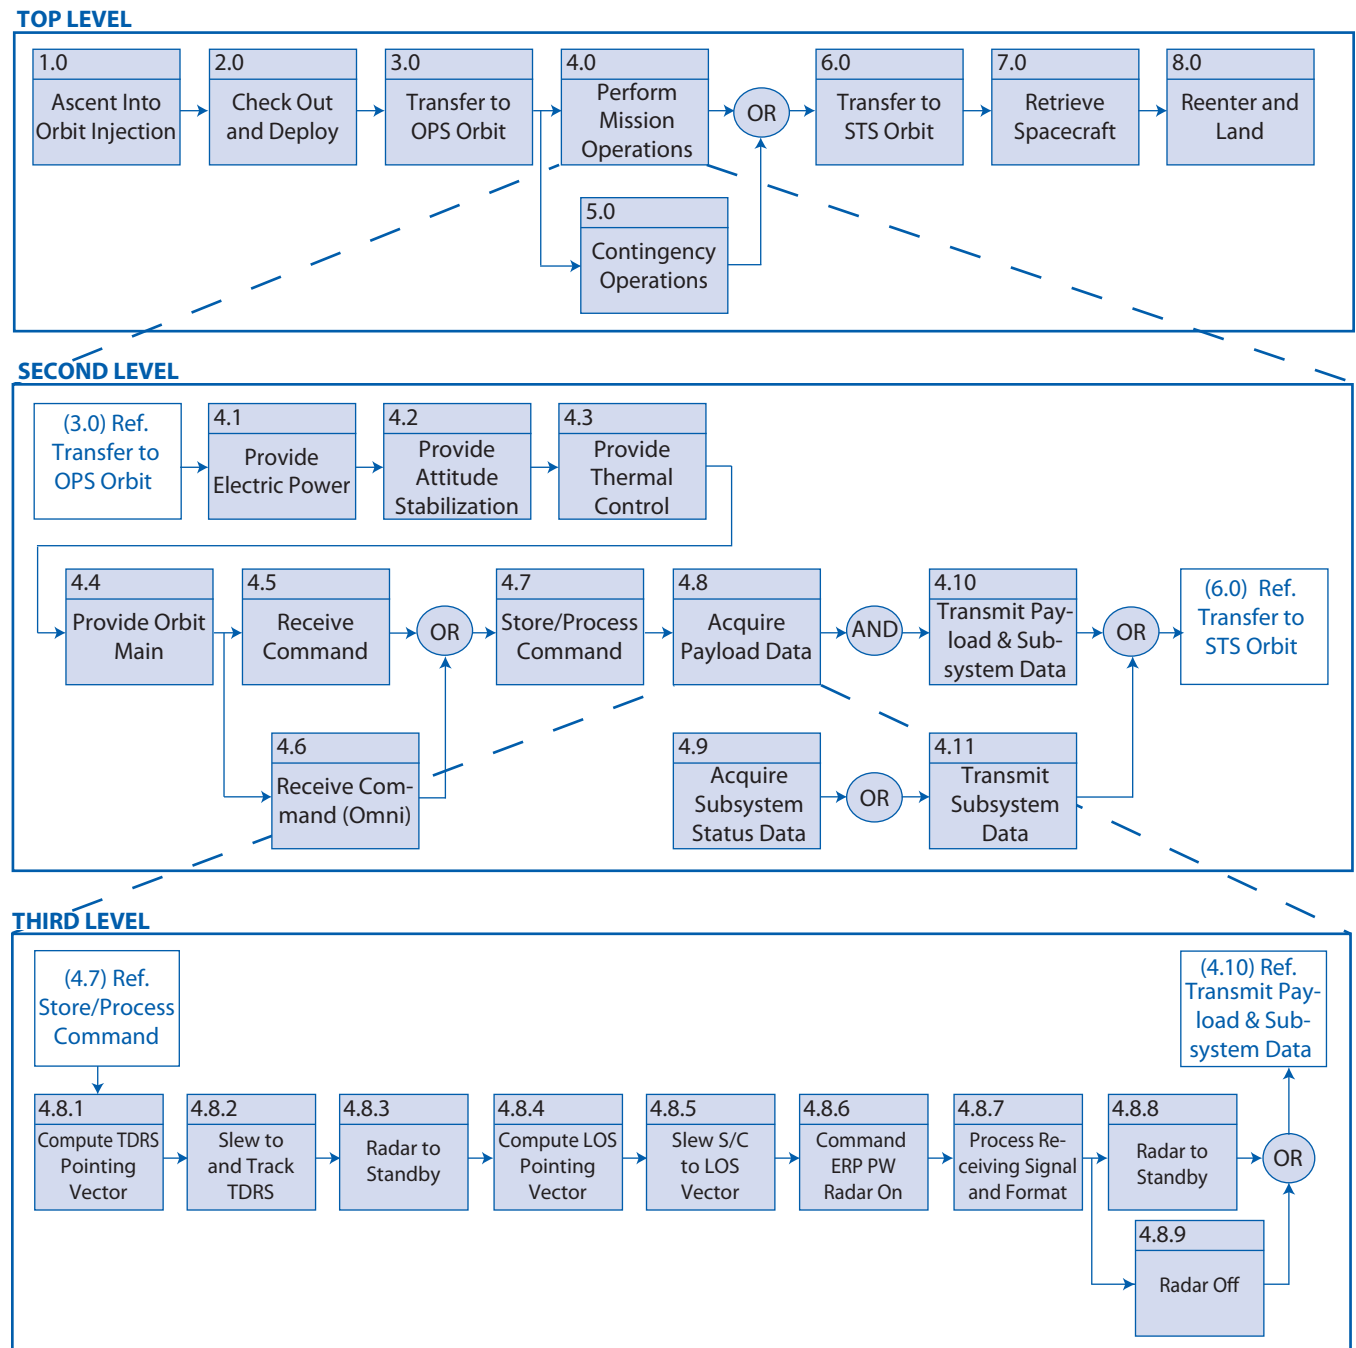 TOP LEVEL
1.0
Ascent Into
Orbit Injection
2.0
Check Out
and Deploy
3.0
Transfer to
OPS Orbit
4.0
Perform
Mission
Operations
OR
6.0
Transfer to
STS Orbit
7.0
Retrieve
Spacecraft
8.0
Reenter and
Land
5.0
Contingency
Operations
SECOND LEVEL
(3.0) Ref.
Transfer to
OPS Orbit
4.1
Provide
Electric Power
4.2
Provide
Attitude
Stabilization
4.3
Provide
Thermal
Control
4.4
Provide Orbit
Main
4.5
Receive
Command
OR
4.7
Store/Process
Command
4.8
Acquire
Payload Data
AND
4.10
Transmit Pay-
load & Sub-
system Data
OR
(6.0) Ref.
Transfer to
STS Orbit
4.6
Receive Com-
mand (Omni)
4.9
Acquire
Subsystem
Status Data
OR
4.11
Transmit
Subsystem
Data
THIRD LEVEL
(4.7) Ref.
Store/Process
Command
(4.10) Ref.
Transmit Pay-
load & Sub-
system Data
4.8.1
Compute TDRS
Pointing
Vector
4.8.2
Slew to
and Track
TDRS
4.8.3
Radar to
Standby
4.8.4
Compute LOS
Pointing
Vector
4.8.5
Slew S/C
to LOS
Vector
4.8.6
Command
ERP PW
Radar On
4.8.7
Process Re-
ceiving Signal
and Format
4.8.8
Radar to
Standby
OR
4.8.9
Radar Off